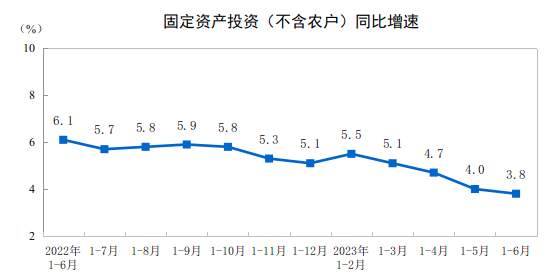 固定资产投资（不含农户）同比增速
（%）
10
8
6
4
2
6.1
5.7
5.8
5.9
5.8
5.3
5.1
5.5
5.1
4.7
4.0
3.8
2022年
1-6月
1-7月
1-8月
1-9月
1-10月
1-11月
1-12月
2023年
1-2月
1-3月
1-4月
1-5月
1-6月